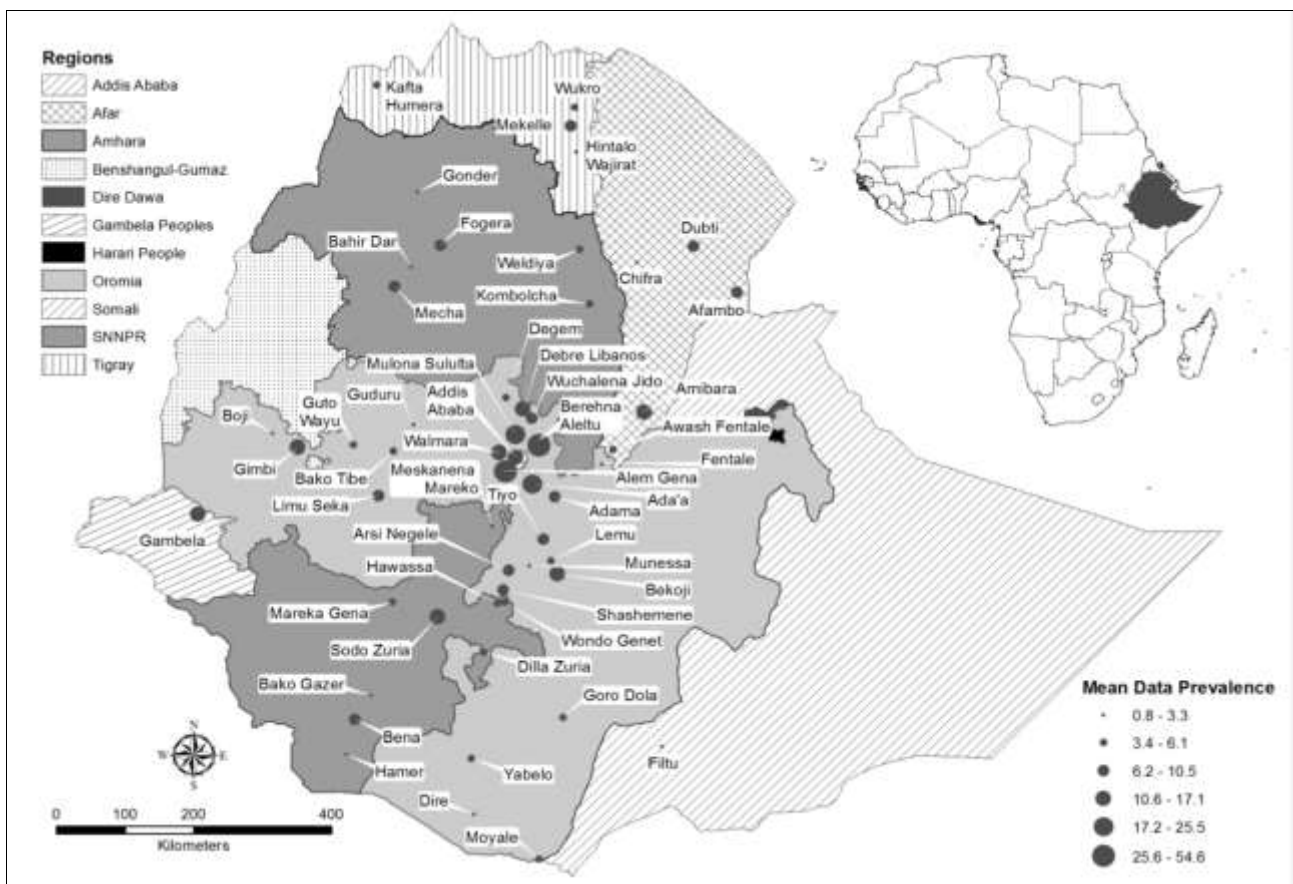 Regions
Addis Ababa
Afar
Amhara
Benshangul-Gumaz
Dire Dawa
Gambela Peoples
Harari People
Oromia
Somali
SNNPR
Tigray
Kafta
Humera
Wukro
Mekelle
Hintalo
Wajirat
Gonder
Fogera
Bahir Dar
Weldiya
Dubti
Chifra
Mecha
Kombolcha
Afambo
Degem
Debre Libanos
Mulona Sululta
Wuchalena Jido
Amibara
Guduru
Addis
Ababa
Berehna
Aleltu
Guto
Wayu
Boji
Awash Fentale
Walmara
Fentale
Gimbi
Bako Tibe
Meskanena
Mareko
Alem Gena
Limu Seka
Tiyo
Ada'a
Adama
Arsi Negele
Lemu
Gambela
Hawassa
Munessa
Bekoji
Shashemene
Mareka Gena
Wondo Genet
Sodo Zuria
Dilla Zuria
Bako Gazer
Goro Dola
Bena
Hamer
Yabelo
Filtu
Dire
Moyale
N
W E
S
0 100 200 400
Kilometers
Mean Data Prevalence
0.8 - 3.3
3.4 - 6.1
6.2 - 10.5
10.6 - 17.1
17.2 - 25.5
25.6 - 54.6